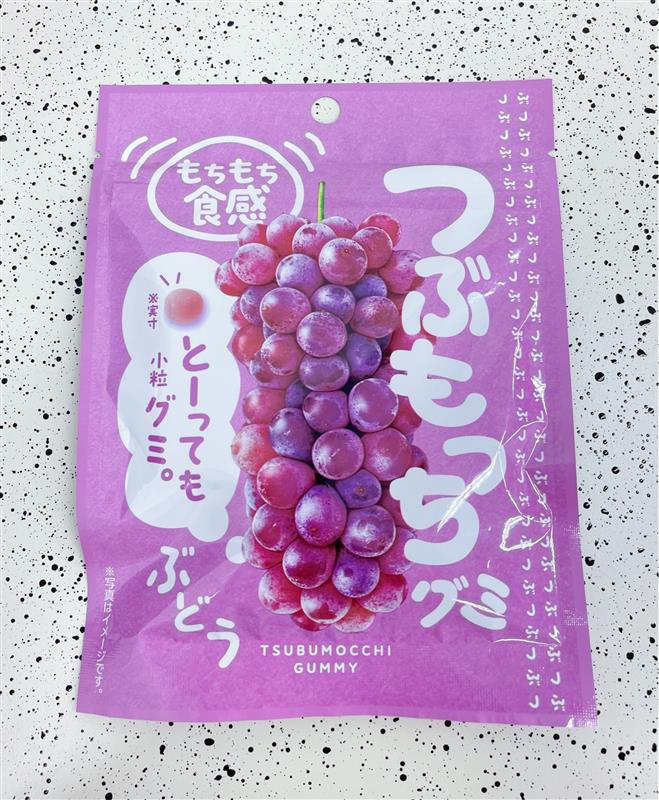 もちもち
食感
つぶもっちグミ
※実寸
とーっても
小粒グミ。
ぶどう
TSUBUMOCCHI
GUMMY
※写真はイメージです。